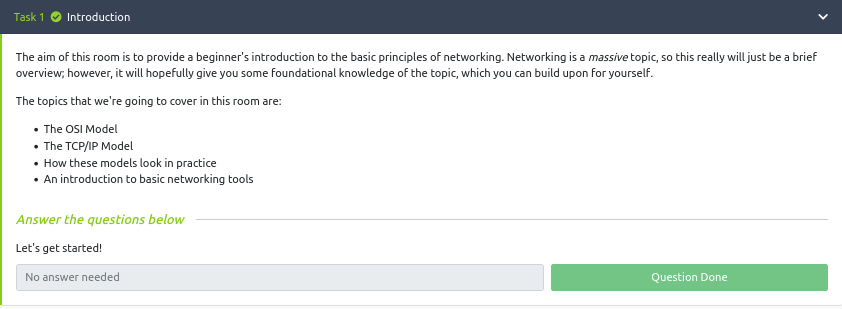 Task 1 Introduction
The aim of this room is to provide a beginner's introduction to the basic principles of networking. Networking is a massive topic, so this really will just be a brief
overview; however, it will hopefully give you some foundational knowledge of the topic, which you can build upon for yourself.
The topics that we're going to cover in this room are:
• The OSI Model
• The TCP/IP Model
• How these models look in practice
• An introduction to basic networking tools
Answer the questions below
Let's get started!
No answer needed
Question Done